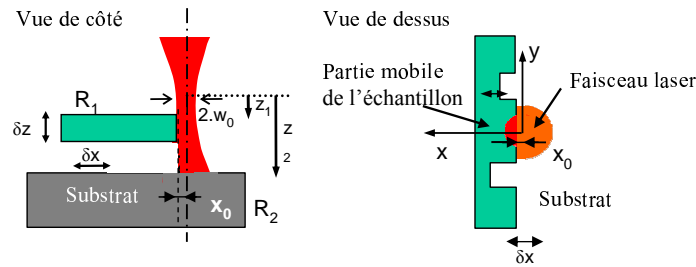 Vue de côté
R1
2.w0
z1
z2
δz
δx
Substrat
x0
R2
Vue de dessus
y
Partie mobile
de l'échantillon
Faisceau laser
x
x0
Substrat
δx